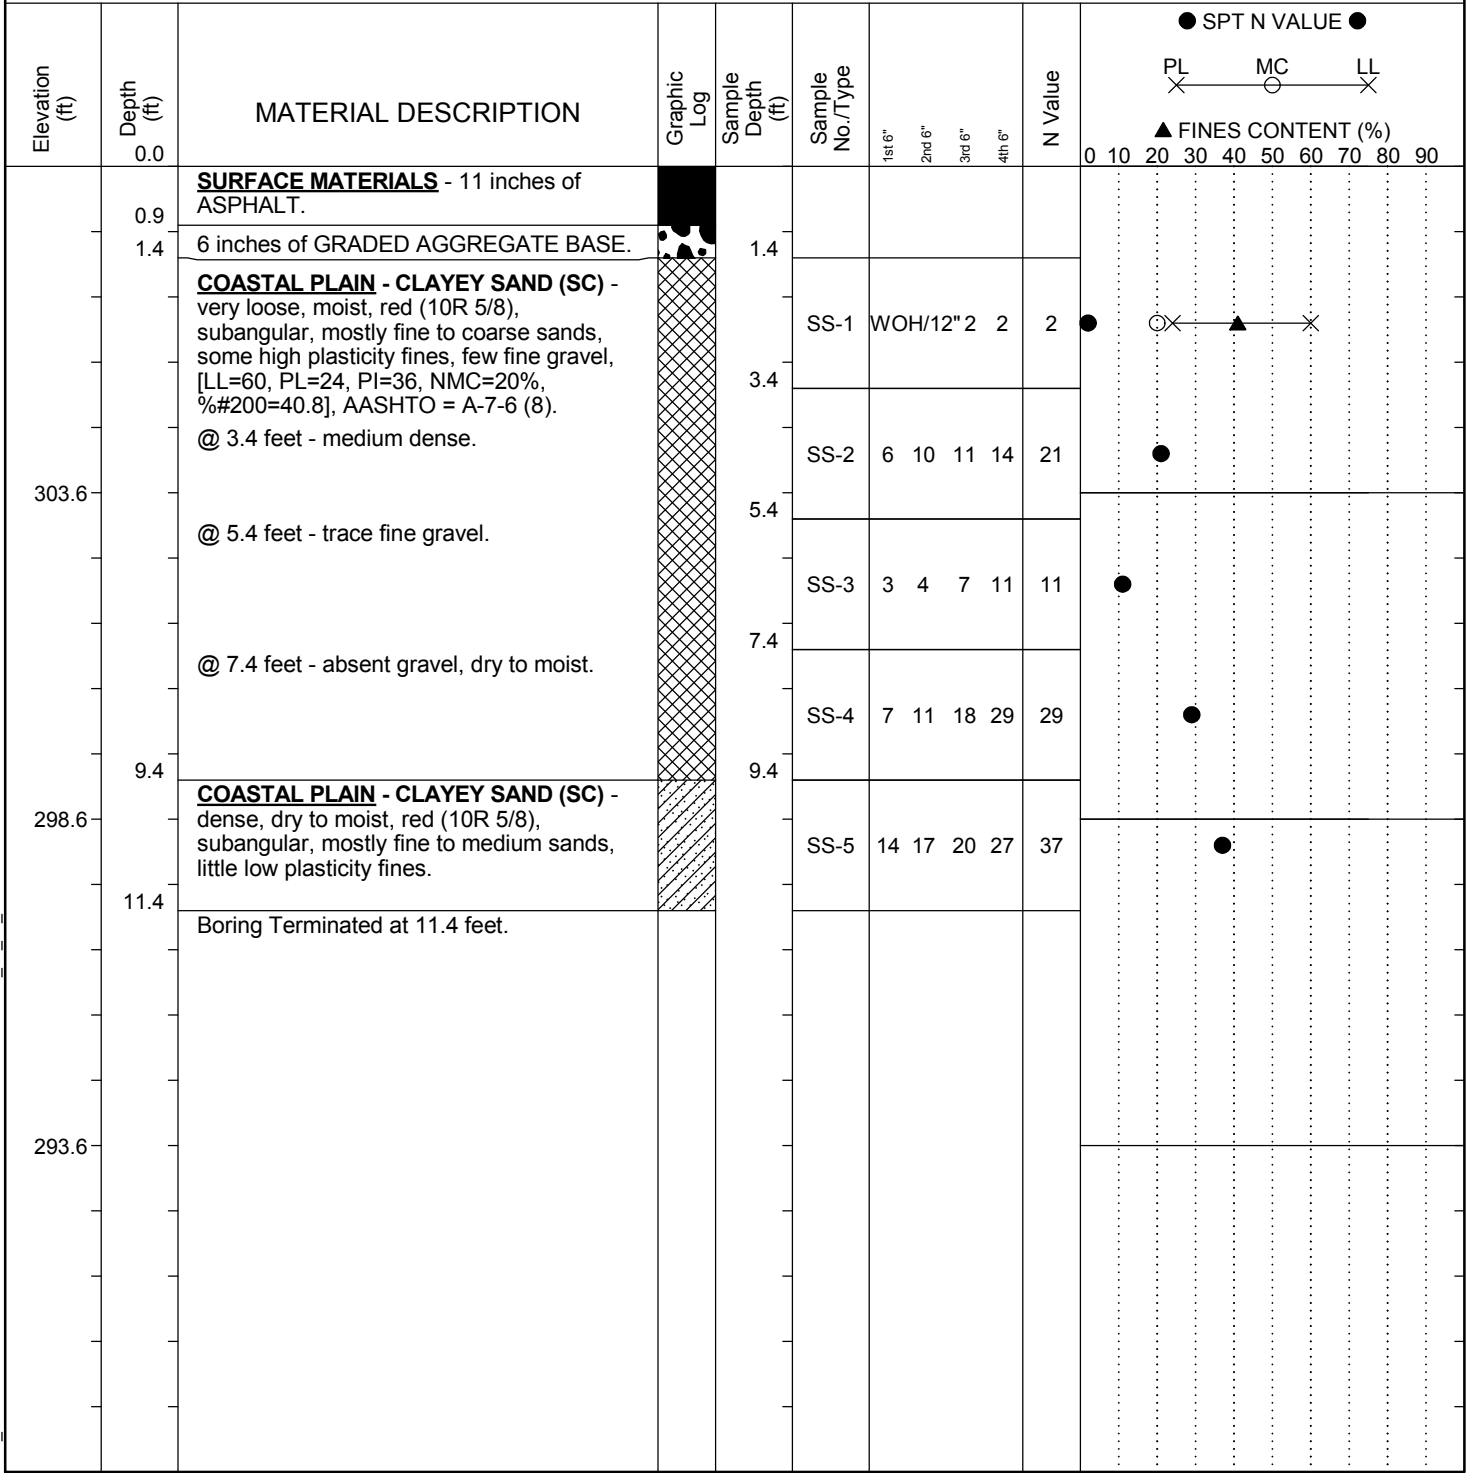 ● SPT N VALUE ●
PL MC LL
▲ FINES CONTENT (%)
0 10 20 30 40 50 60 70 80 90
Elevation (ft)
Depth (ft)
0.0
MATERIAL DESCRIPTION
Graphic Log
Sample Depth (ft)
Sample No./Type
1st 6"
2nd 6"
3rd 6"
4th 6"
N Value
SURFACE MATERIALS - 11 inches of
ASPHALT.
0.9
1.4 6 inches of GRADED AGGREGATE BASE. 1.4
COASTAL PLAIN - CLAYEY SAND (SC) -
very loose, moist, red (10R 5/8),
subangular, mostly fine to coarse sands,
some high plasticity fines, few fine gravel,
[LL=60, PL=24, PI=36, NMC=20%,
%#200=40.8], AASHTO = A-7-6 (8).
SS-1 WOH/12" 2 2 2
3.4
@ 3.4 feet - medium dense.
SS-2 6 10 11 14 21
303.6
5.4
@ 5.4 feet - trace fine gravel.
SS-3 3 4 7 11 11
7.4
@ 7.4 feet - absent gravel, dry to moist.
SS-4 7 11 18 29 29
9.4 9.4
COASTAL PLAIN - CLAYEY SAND (SC) -
dense, dry to moist, red (10R 5/8),
subangular, mostly fine to medium sands,
little low plasticity fines.
298.6
SS-5 14 17 20 27 37
11.4
Boring Terminated at 11.4 feet.
293.6